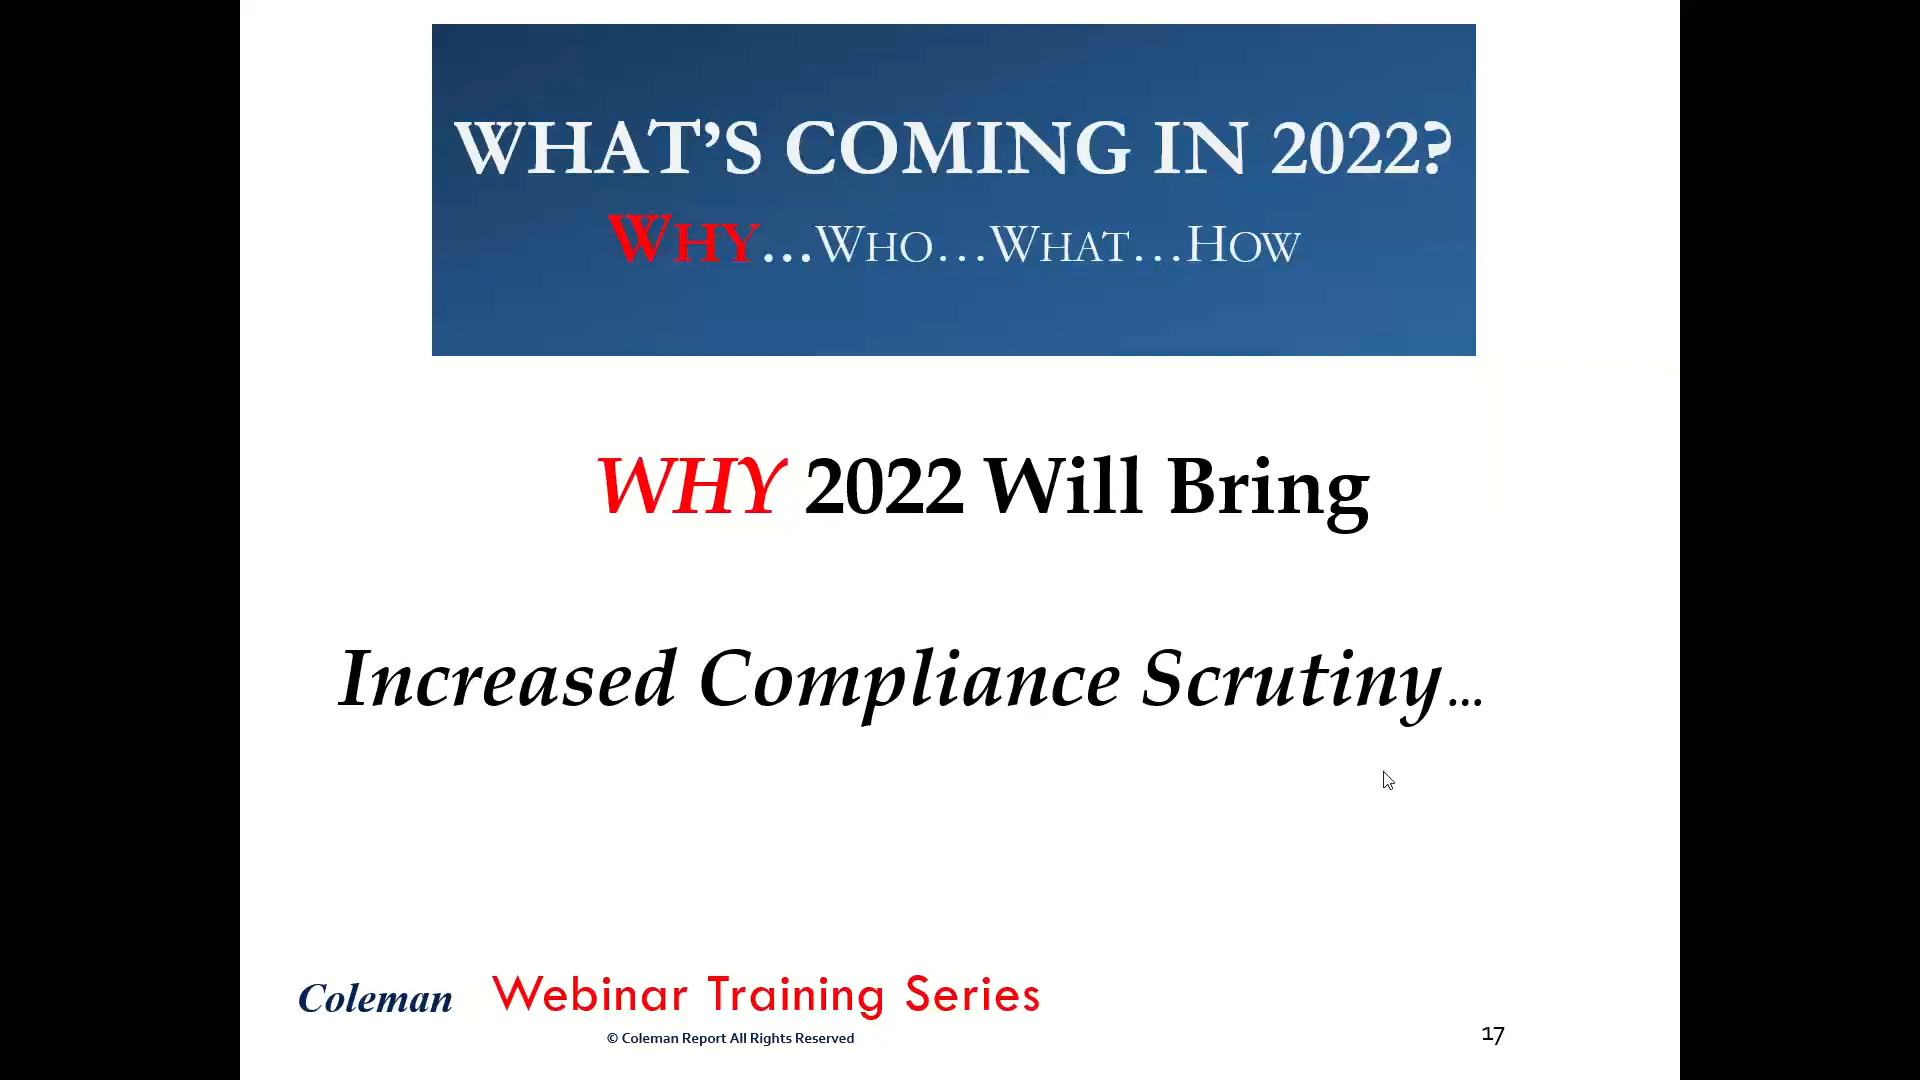 WHAT'S COMING IN 2022?
WHY...WHO...WHAT...HOW
WHY 2022 Will Bring
Increased Compliance Scrutiny...
Coleman Webinar Training Series
© Coleman Report All Rights Reserved
17